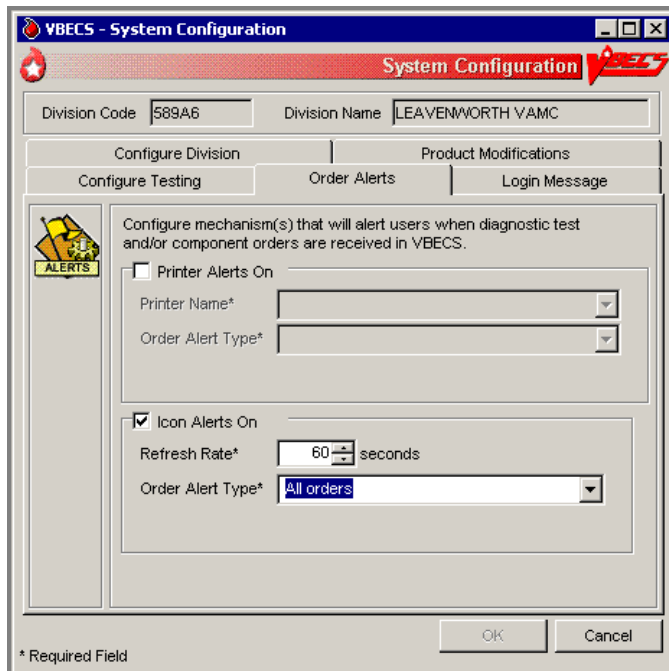 VBECS - System Configuration
System Configuration VBECS
Division Code 589A6 Division Name LEAVENWORTH VAMC
Configure Division Product Modifications
Configure Testing Order Alerts Login Message
ALERTS
Configure mechanism(s) that will alert users when diagnostic test
and/or component orders are received in VBECS.
Printer Alerts On
Printer Name*
Order Alert Type*
Icon Alerts On
Refresh Rate* 60 seconds
Order Alert Type* All orders
OK Cancel
* Required Field